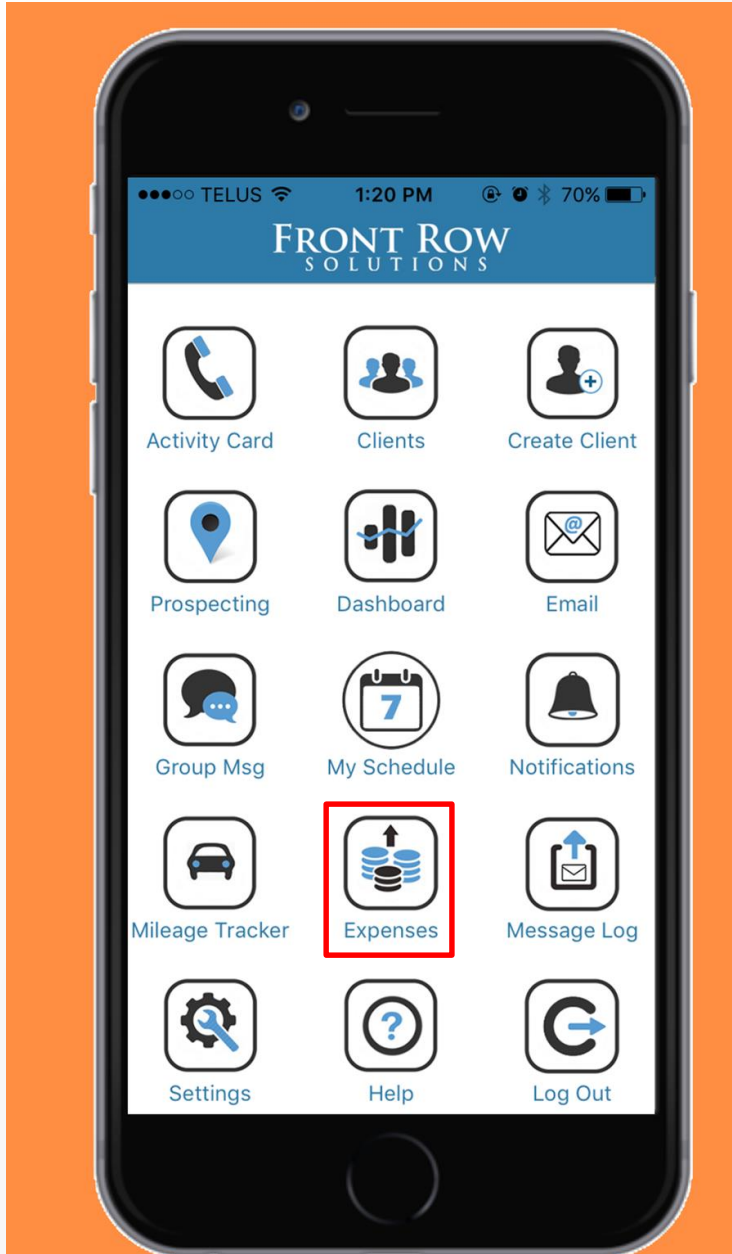 TELUS 1:20 PM 70%
FRONT ROW
SOLUTIONS
Activity Card Clients Create Client
@
Prospecting Dashboard Email
7
Group Msg My Schedule Notifications
Mileage Tracker Expenses Message Log
?
Settings Help Log Out